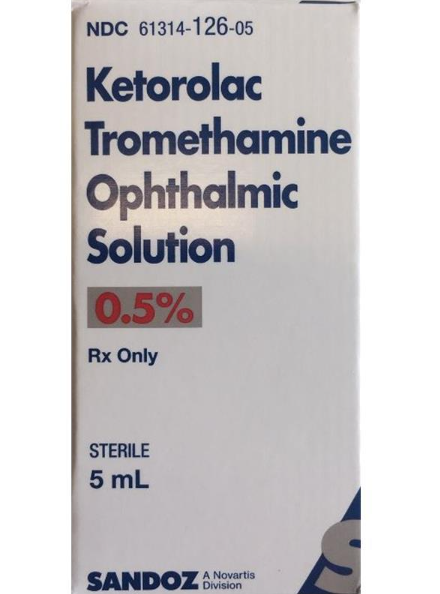 NDC 61314-126-05
Ketorolac
Tromethamine
Ophthalmic
Solution
0.5%
Rx Only
STERILE
5 mL
SANDOZ A Novartis
Division
S